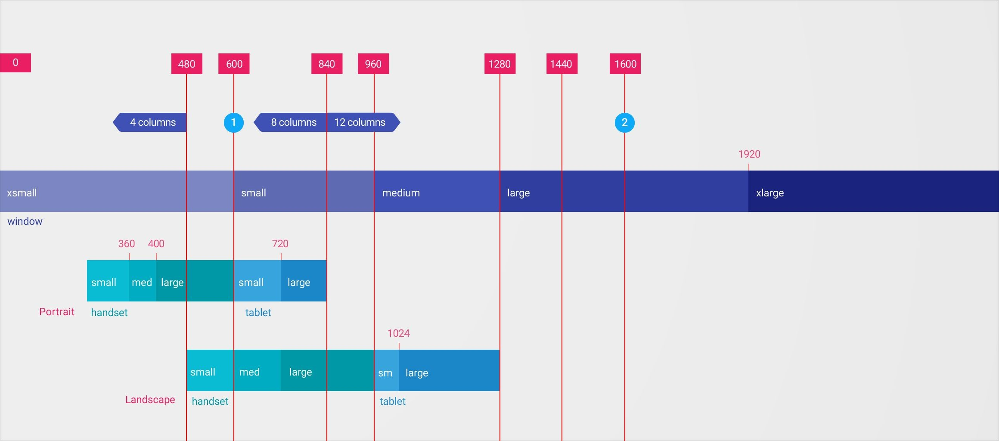 0
480
600
840
960
1280
1440
1600
4 columns
1
8 columns
12 columns
2
1920
xsmall
small
medium
large
xlarge
window
360
400
720
small
med
large
small
large
Portrait
handset
tablet
1024
small
med
large
sm
large
Landscape
handset
tablet